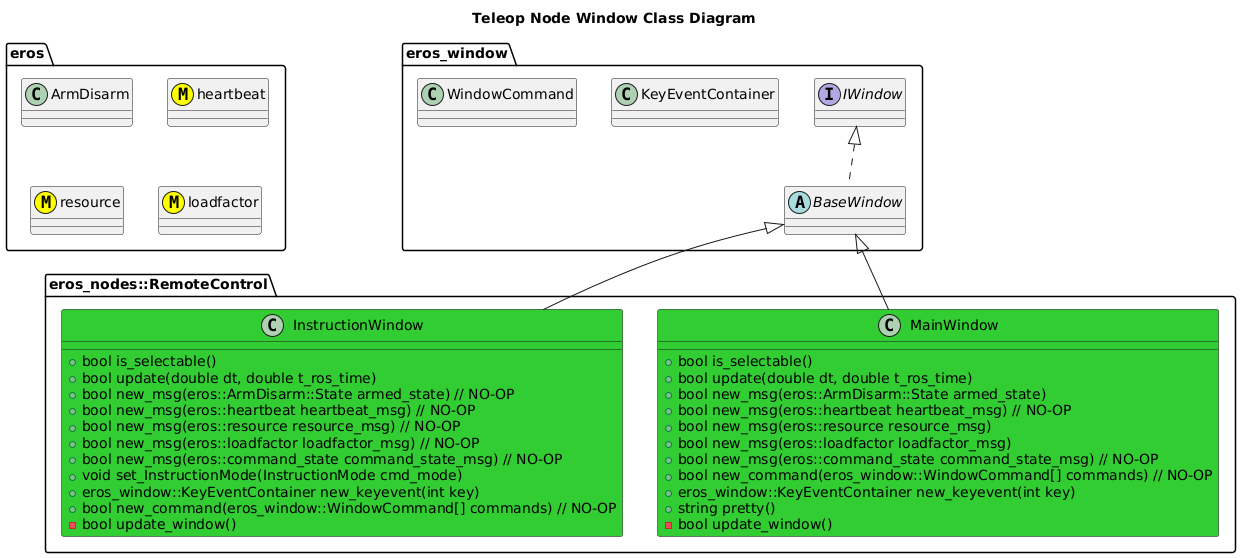 Teleop Node Window Class Diagram
eros
C ArmDisarm
M heartbeat
M resource
M loadfactor
eros_window
C WindowCommand
C KeyEventContainer
I IWindow
A BaseWindow
eros_nodes::RemoteControl
C InstructionWindow
bool is_selectable()
bool update(double dt, double t_ros_time)
bool new_msg(eros::ArmDisarm::State armed_state) // NO-OP
bool new_msg(eros::heartbeat heartbeat_msg) // NO-OP
bool new_msg(eros::resource resource_msg) // NO-OP
bool new_msg(eros::loadfactor loadfactor_msg) // NO-OP
bool new_msg(eros::command_state command_state_msg) // NO-OP
void set_InstructionMode(InstructionMode cmd_mode)
eros_window::KeyEventContainer new_keyevent(int key)
bool new_command(eros_window::WindowCommand[] commands) // NO-OP
bool update_window()
C MainWindow
bool is_selectable()
bool update(double dt, double t_ros_time)
bool new_msg(eros::ArmDisarm::State armed_state)
bool new_msg(eros::heartbeat heartbeat_msg) // NO-OP
bool new_msg(eros::resource resource_msg)
bool new_msg(eros::loadfactor loadfactor_msg)
bool new_msg(eros::command_state command_state_msg) // NO-OP
bool new_command(eros_window::WindowCommand[] commands) // NO-OP
eros_window::KeyEventContainer new_keyevent(int key)
string pretty()
bool update_window()